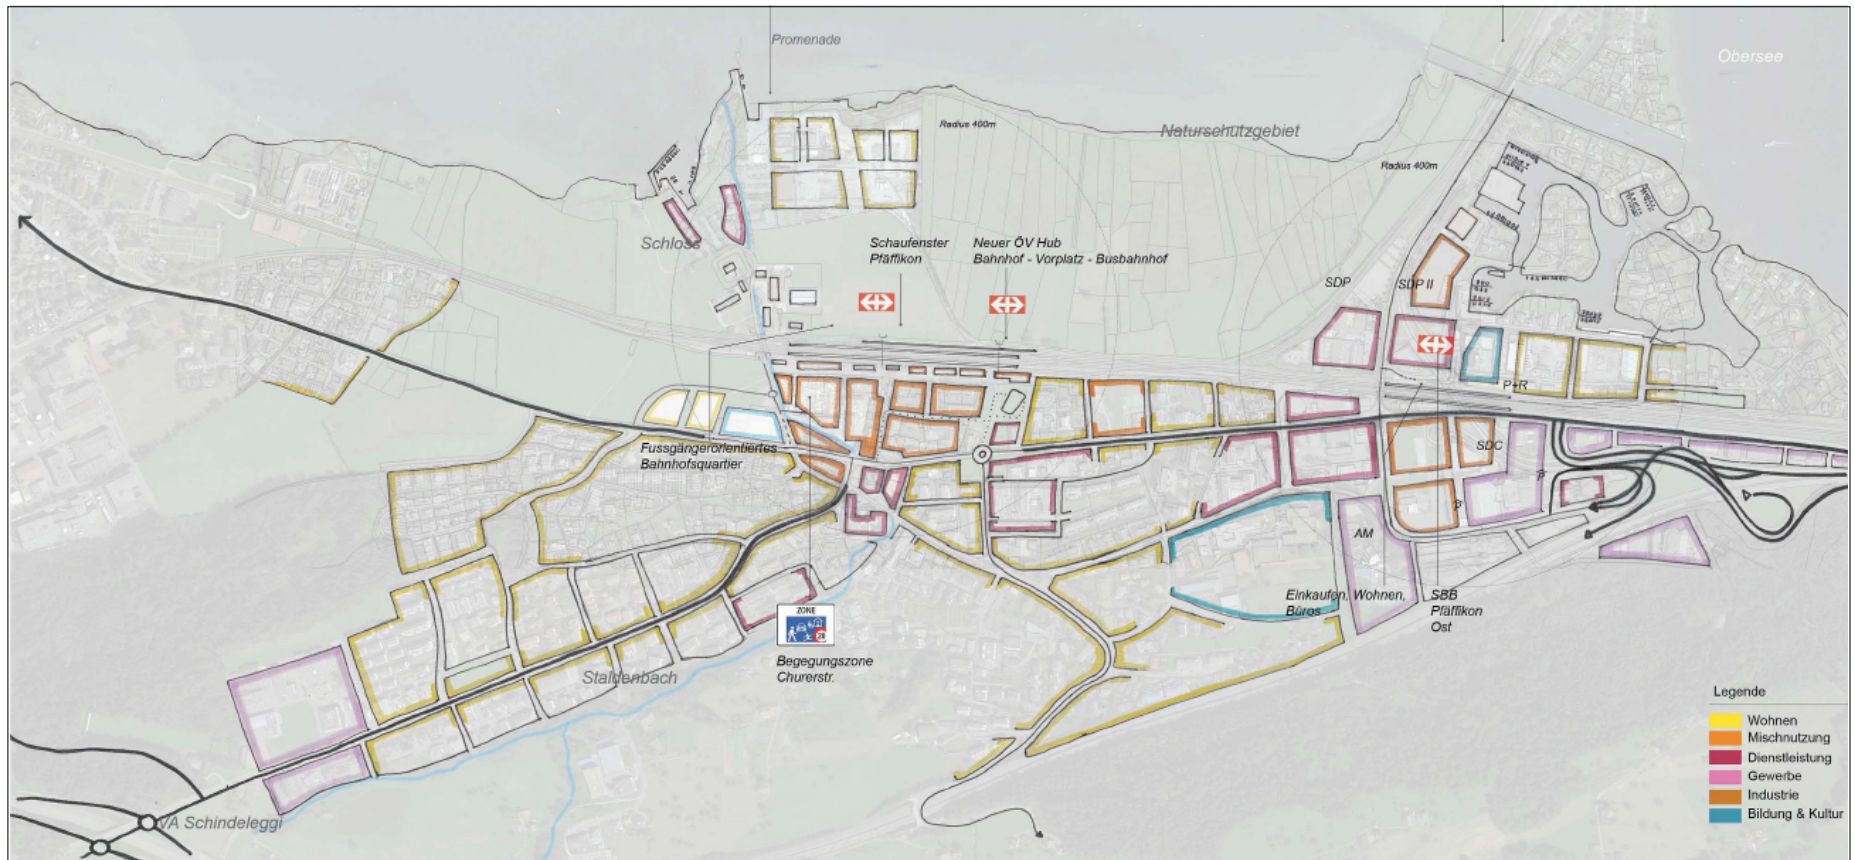 Promenade
Obersee
Radius 400m
Naturschutzgebiet
Radius 400m
Schloss
Schaufenster
Pfäffikon
Neuer ÖV Hub
Bahnhof - Vorplatz - Busbahnhof
SDP
SDP II
P+R
Fussgängerorientiertes
Bahnhofsquartier
SDC
AM
Einkaufen, Wohnen,
Büros
SBB
Pfäffikon
Ost
ZONE
20
Begegungszone
Churerstr.
Staldenbach
VA Schindeleggi
Legende
Wohnen
Mischnutzung
Dienstleistung
Gewerbe
Industrie
Bildung & Kultur